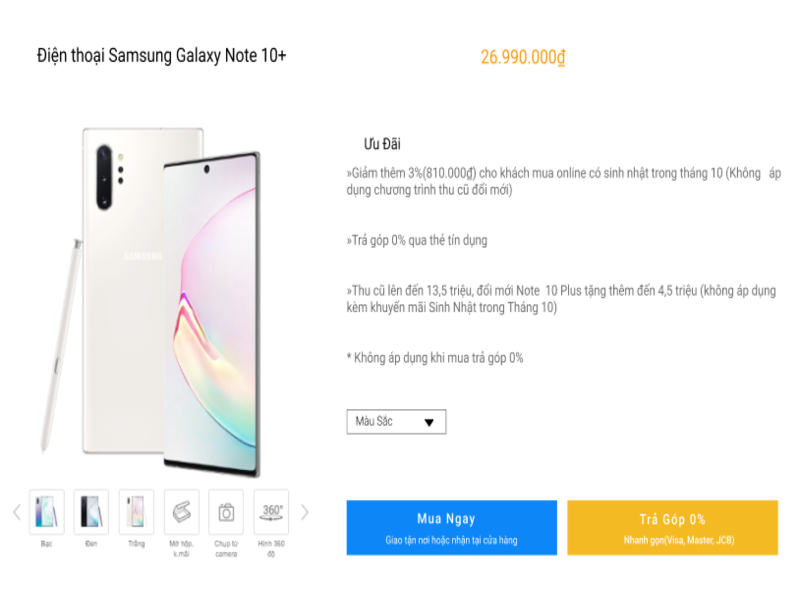 Điện thoại Samsung Galaxy Note 10+
26.990.000₫
SAMSUNG
Ưu Đãi
»Giảm thêm 3%(810.000₫) cho khách mua online có sinh nhật trong tháng 10 (Không áp
dụng chương trình thu cũ đổi mới)
»Trả góp 0% qua thẻ tín dụng
»Thu cũ lên đến 13,5 triệu, đổi mới Note 10 Plus tặng thêm đến 4,5 triệu (không áp dụng
kèm khuyến mãi Sinh Nhật trong Tháng 10)
* Không áp dụng khi mua trả góp 0%
Màu Sắc
360°
Bạc
Đen
Trắng
Mở hộp,
k.mãi
Chụp từ
camera
Hình 360
độ
Mua Ngay
Giao tận nơi hoặc nhận tại cửa hàng
Trả Góp 0%
Nhanh gọn(Visa, Master, JCB)